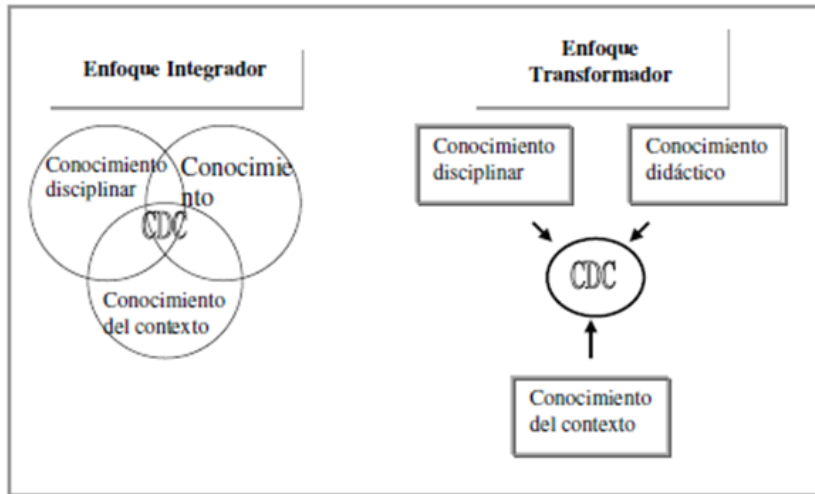 Enfoque Integrador
Conocimiento
disciplinar
Conocimie
nto
CDC
Conocimiento
del contexto
Enfoque
Transformador
Conocimiento
disciplinar
Conocimiento
didáctico
CDC
Conocimiento
del contexto